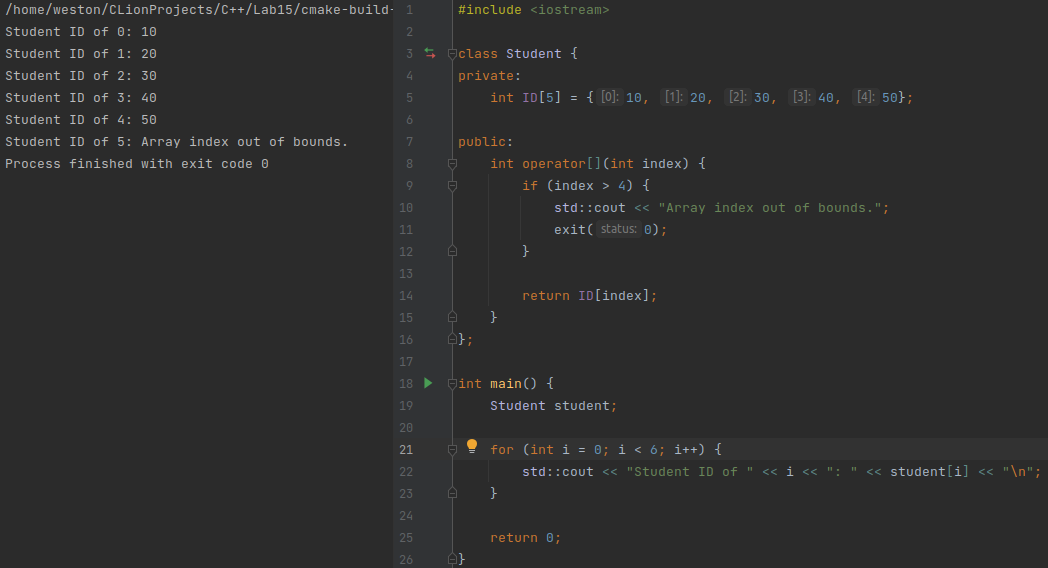 /home/weston/CLionProjects/C++/Lab15/cmake-build-
Student ID of 0: 10
Student ID of 1: 20
Student ID of 2: 30
Student ID of 3: 40
Student ID of 4: 50
Student ID of 5: Array index out of bounds.
Process finished with exit code 0
1 #include <iostream>
2
3 class Student {
4 private:
5     int ID[5] = {[0]: 10, [1]: 20, [2]: 30, [3]: 40, [4]: 50};
6
7 public:
8     int operator[](int index) {
9         if (index > 4) {
10             std::cout << "Array index out of bounds.";
11             exit( status: 0);
12         }
13
14         return ID[index];
15     }
16 };
17
18 int main() {
19     Student student;
20
21     for (int i = 0; i < 6; i++) {
22         std::cout << "Student ID of " << i << ": " << student[i] << "\n";
23     }
24
25     return 0;
26 }